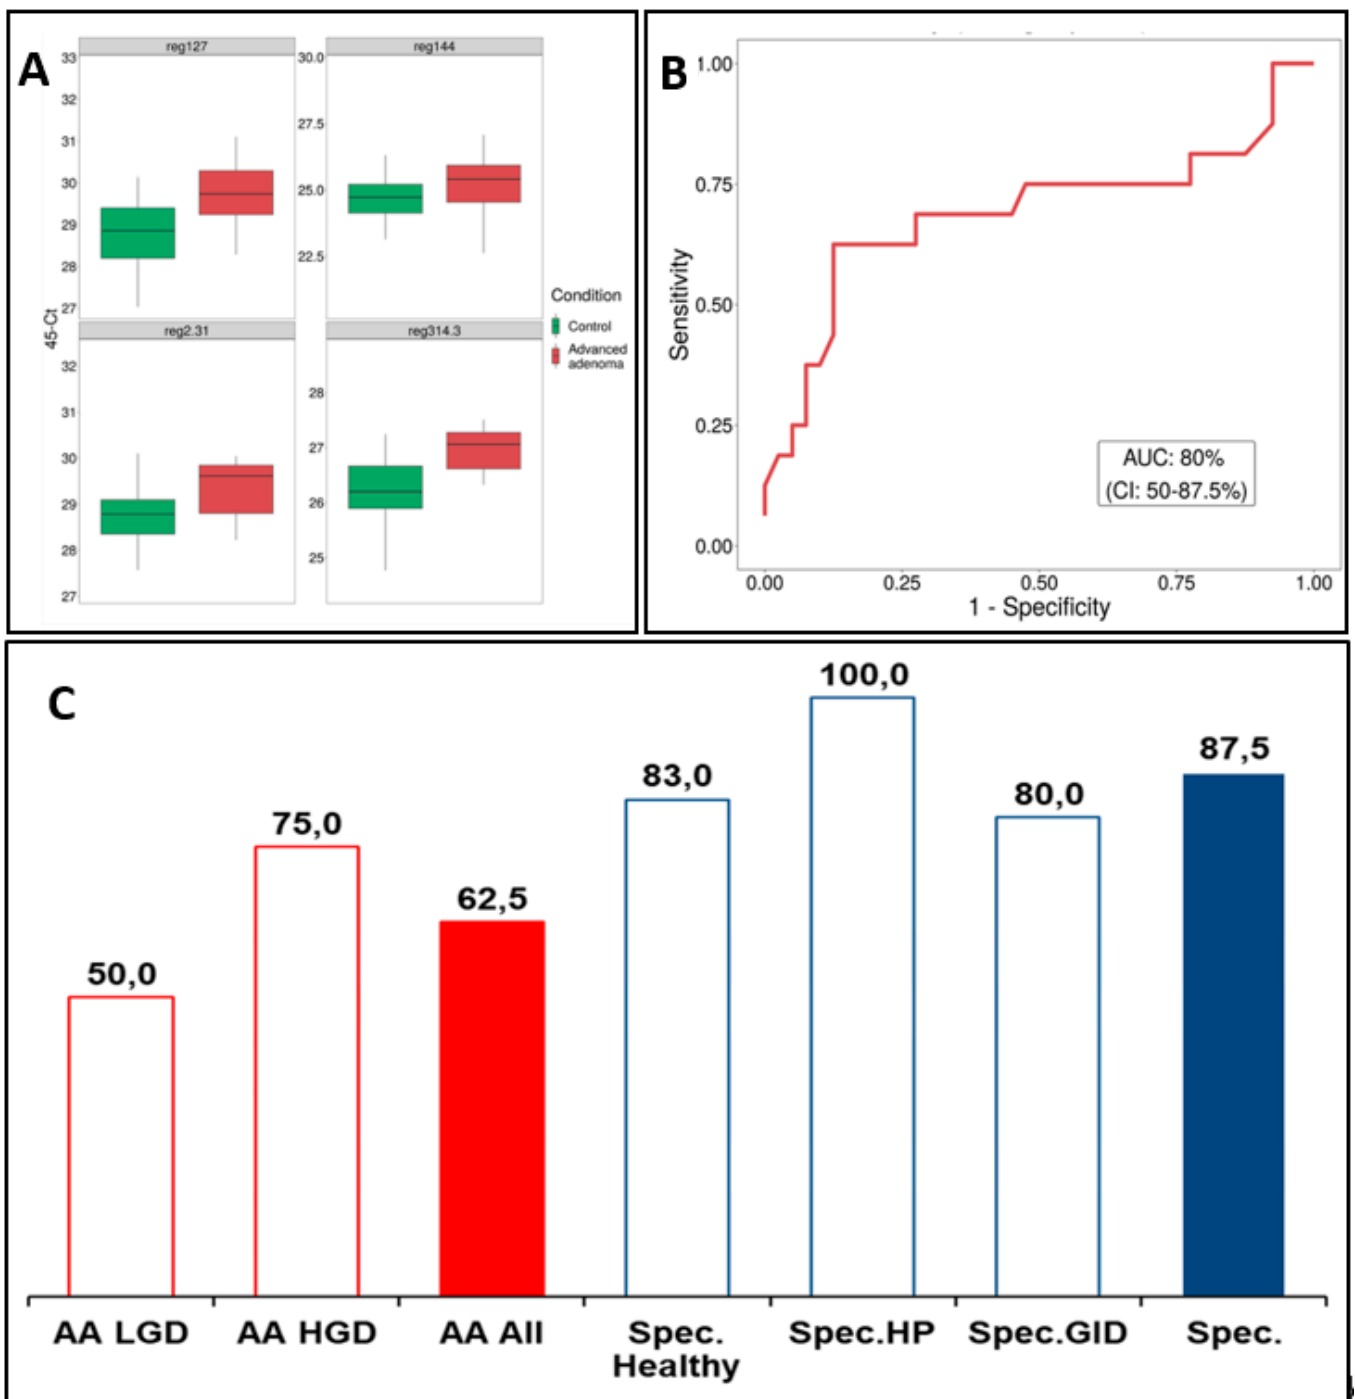 A
reg127
reg144
33
32
31
30
29
28
27
30.0
27.5
25.0
22.5
45-Ct
reg2.31
reg314.3
32
31
30
29
28
27
28
27
26
25
Condition
Control
Advanced
adenoma
B
1.00
0.75
0.50
0.25
0.00
Sensitivity
AUC: 80%
(CI: 50-87.5%)
0.00 0.25 0.50 0.75 1.00
1 - Specificity
C
50,0
75,0
62,5
83,0
100,0
80,0
87,5
AA LGD
AA HGD
AA All
Spec.
Healthy
Spec.HP
Spec.GID
Spec.